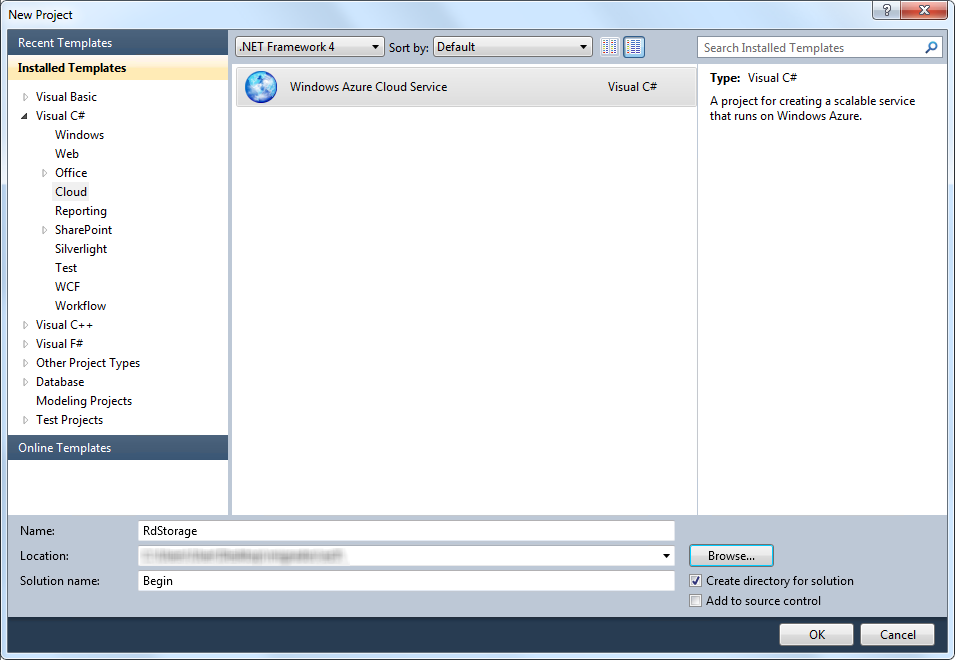 New Project
?
Recent Templates
.NET Framework 4
Sort by:
Default
Search Installed Templates
Installed Templates
Visual Basic
Visual C#
Windows
Web
Office
Cloud
Reporting
SharePoint
Silverlight
Test
WCF
Workflow
Visual C++
Visual F#
Other Project Types
Database
Modeling Projects
Test Projects
Online Templates
Windows Azure Cloud Service Visual C#
Type: Visual C#
A project for creating a scalable service
that runs on Windows Azure.
Name: RdStorage
Location:
Browse...
Solution name: Begin
Create directory for solution
Add to source control
OK
Cancel